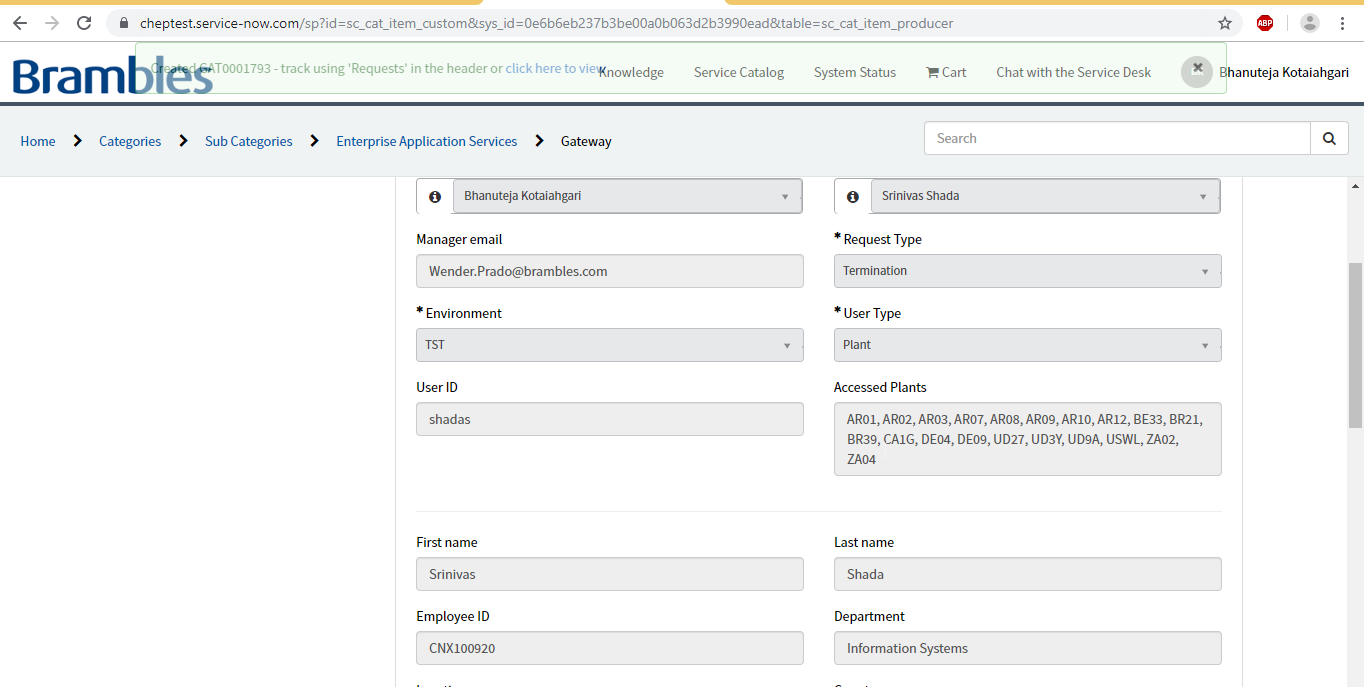 cheptest.service-now.com/sp?id=sc_cat_item_custom&sys_id=0e6b6eb237b3be00a0b063d2b3990ead&table=sc_cat_item_producer
ABP
Brambles
Created GAT0001793 - track using 'Requests' in the header or click here to view
Knowledge
Service Catalog
System Status
Cart
Chat with the Service Desk
Bhanuteja Kotaiahgari
Home
Categories
Sub Categories
Enterprise Application Services
Gateway
Search
Bhanuteja Kotaiahgari
Srinivas Shada
Manager email
* Request Type
Wender.Prado@brambles.com
Termination
* Environment
* User Type
TST
Plant
User ID
Accessed Plants
shadas
AR01, AR02, AR03, AR07, AR08, AR09, AR10, AR12, BE33, BR21,
BR39, CA1G, DE04, DE09, UD27, UD3Y, UD9A, USWL, ZA02,
ZA04
First name
Last name
Srinivas
Shada
Employee ID
Department
CNX100920
Information Systems